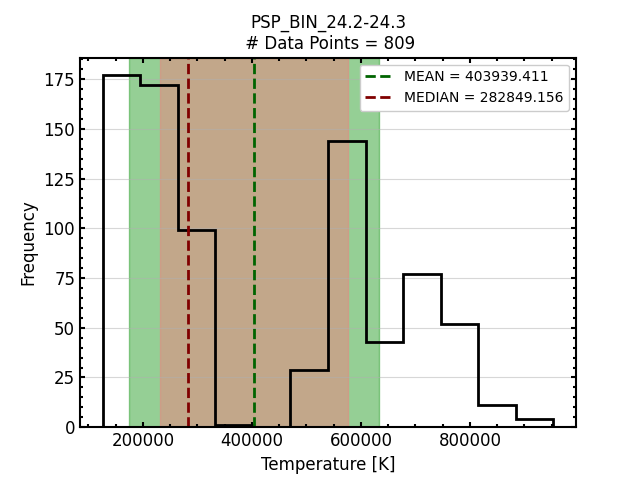 PSP_BIN_24.2-24.3
# Data Points = 809
MEAN = 403939.411
MEDIAN = 282849.156
Frequency
175
150
125
100
75
50
25
0
200000 400000 600000 800000
Temperature [K]